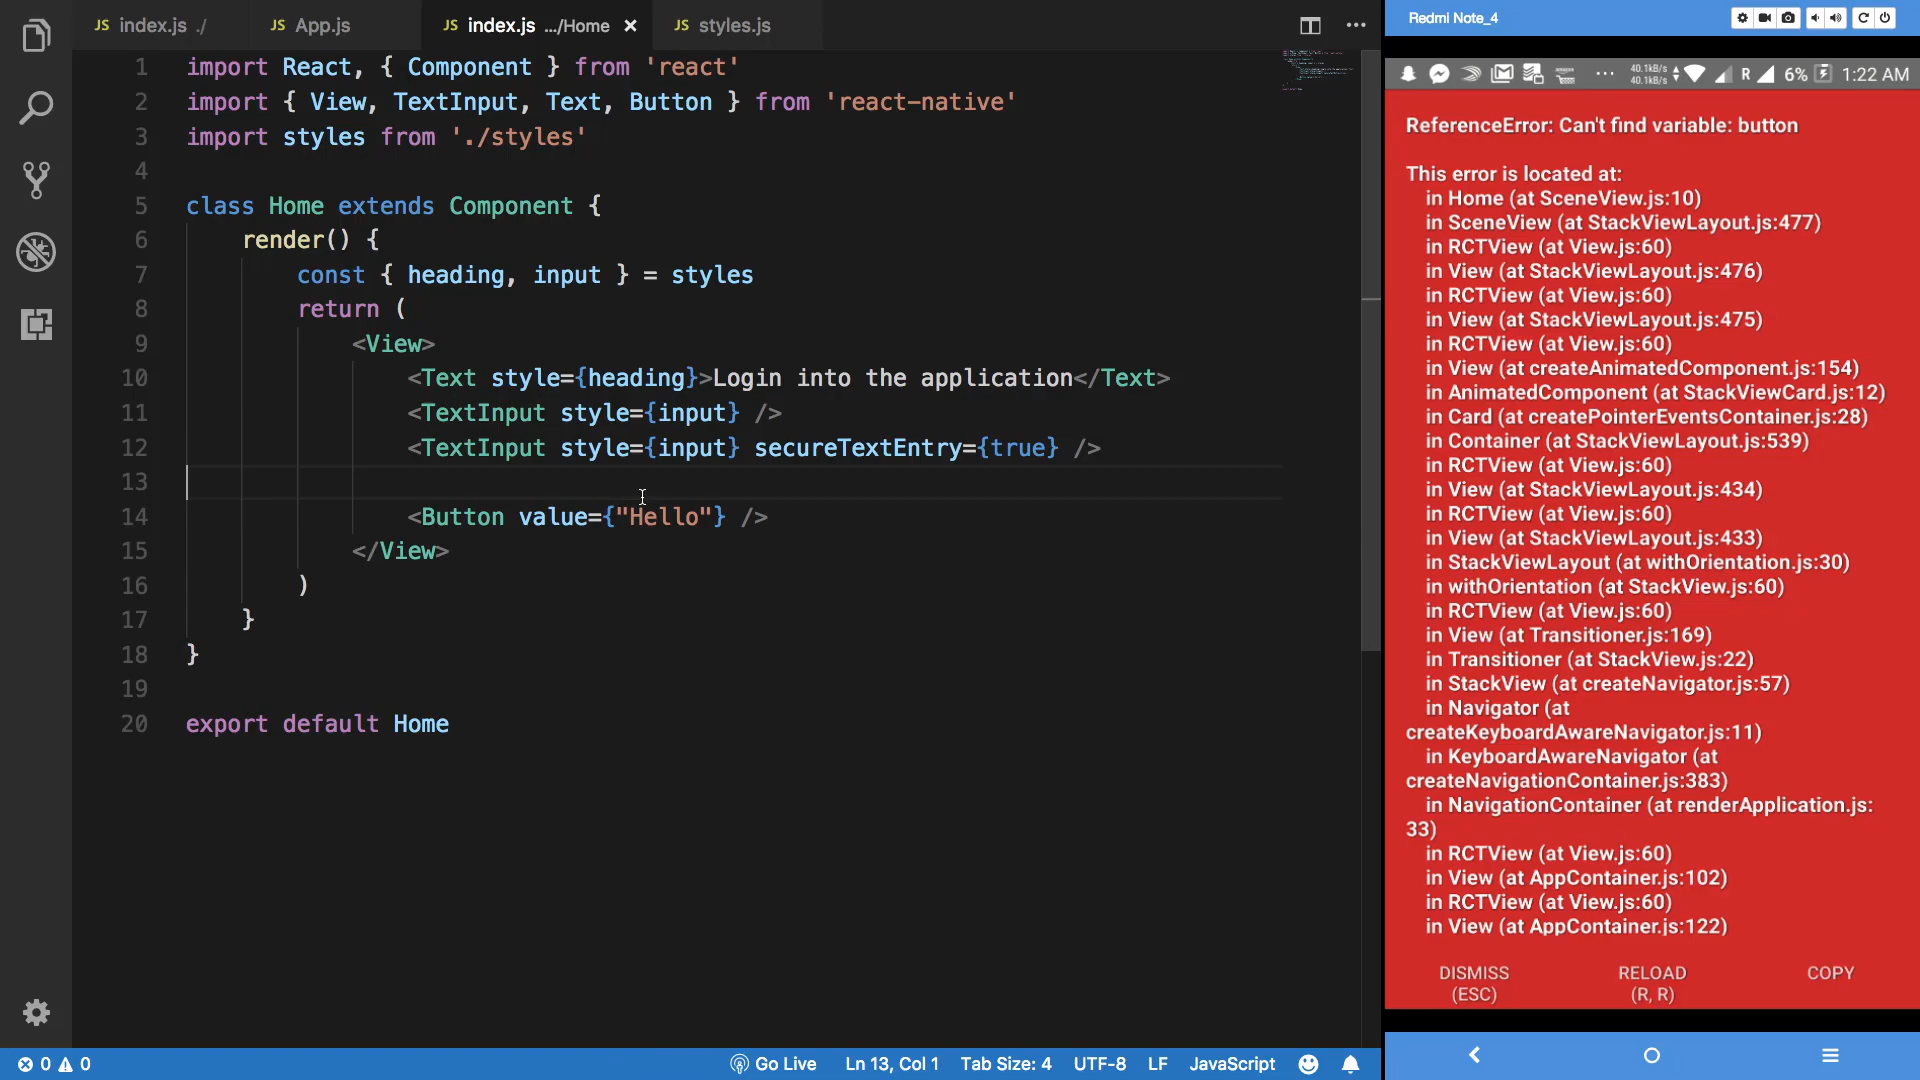 JS index.js ./
JS App.js
JS index.js .../Home ×
JS styles.js
1 import React, { Component } from 'react'
2 import { View, TextInput, Text, Button } from 'react-native'
3 import styles from './styles'
4
5 class Home extends Component {
6 render() {
7 const { heading, input } = styles
8 return (
9 <View>
10 <Text style={heading}>Login into the application</Text>
11 <TextInput style={input} />
12 <TextInput style={input} secureTextEntry={true} />
13
14 <Button value={"Hello"} />
15 </View>
16 )
17 }
18 }
19
20 export default Home
0 0
Go Live
Ln 13, Col 1
Tab Size: 4
UTF-8
LF
JavaScript
Redmi Note_4
40.1kB/s
40.1kB/s
R
6%
1:22 AM
ReferenceError: Can't find variable: button
This error is located at:
in Home (at SceneView.js:10)
in SceneView (at StackViewLayout.js:477)
in RCTView (at View.js:60)
in View (at StackViewLayout.js:476)
in RCTView (at View.js:60)
in View (at StackViewLayout.js:475)
in RCTView (at View.js:60)
in View (at createAnimatedComponent.js:154)
in AnimatedComponent (at StackViewCard.js:12)
in Card (at createPointerEventsContainer.js:28)
in Container (at StackViewLayout.js:539)
in RCTView (at View.js:60)
in View (at StackViewLayout.js:434)
in RCTView (at View.js:60)
in View (at StackViewLayout.js:433)
in StackViewLayout (at withOrientation.js:30)
in withOrientation (at StackView.js:60)
in RCTView (at View.js:60)
in View (at Transitioner.js:169)
in Transitioner (at StackView.js:22)
in StackView (at createNavigator.js:57)
in Navigator (at
createKeyboardAwareNavigator.js:11)
in KeyboardAwareNavigator (at
createNavigationContainer.js:383)
in NavigationContainer (at renderApplication.js:
33)
in RCTView (at View.js:60)
in View (at AppContainer.js:102)
in RCTView (at View.js:60)
in View (at AppContainer.js:122)
DISMISS
(ESC)
RELOAD
(R, R)
COPY